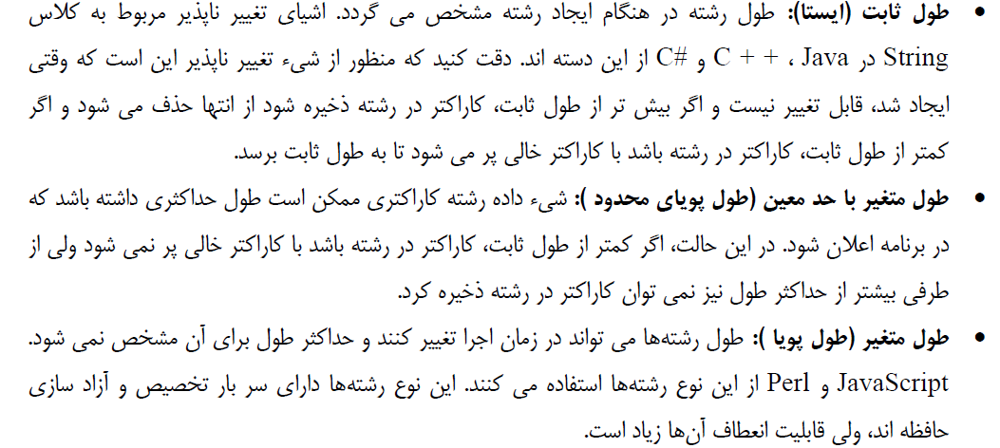 • طول ثابت (ایستا): طول رشته در هنگام ایجاد رشته مشخص می گردد. اشیای تغییر ناپذیر مربوط به کلاس
String در C + + ، Java و C# از این دسته اند. دقت کنید که منظور از شیء تغییر ناپذیر این است که وقتی
ایجاد شد، قابل تغییر نیست و اگر بیش تر از طول ثابت، کاراکتر در رشته ذخیره شود از انتها حذف می شود و اگر
کمتر از طول ثابت، کاراکتر در رشته باشد با کاراکتر خالی پر می شود تا به طول ثابت برسد.
• طول متغیر با حد معین (طول پویای محدود ): شیء داده رشته کاراکتری ممکن است طول حداکثری داشته باشد که
در برنامه اعلان شود. در این حالت، اگر کمتر از طول ثابت، کاراکتر در رشته باشد با کاراکتر خالی پر نمی شود ولی از
طرفی بیشتر از حداکثر طول نیز نمی توان کاراکتر در رشته ذخیره کرد.
• طول متغیر (طول پویا ): طول رشته‌ها می تواند در زمان اجرا تغییر کنند و حداکثر طول برای آن مشخص نمی شود.
JavaScript و Perl از این نوع رشته‌ها استفاده می کنند. این نوع رشته‌ها دارای سر بار تخصیص و آزاد سازی
حافظه اند، ولی قابلیت انعطاف آن‌ها زیاد است.